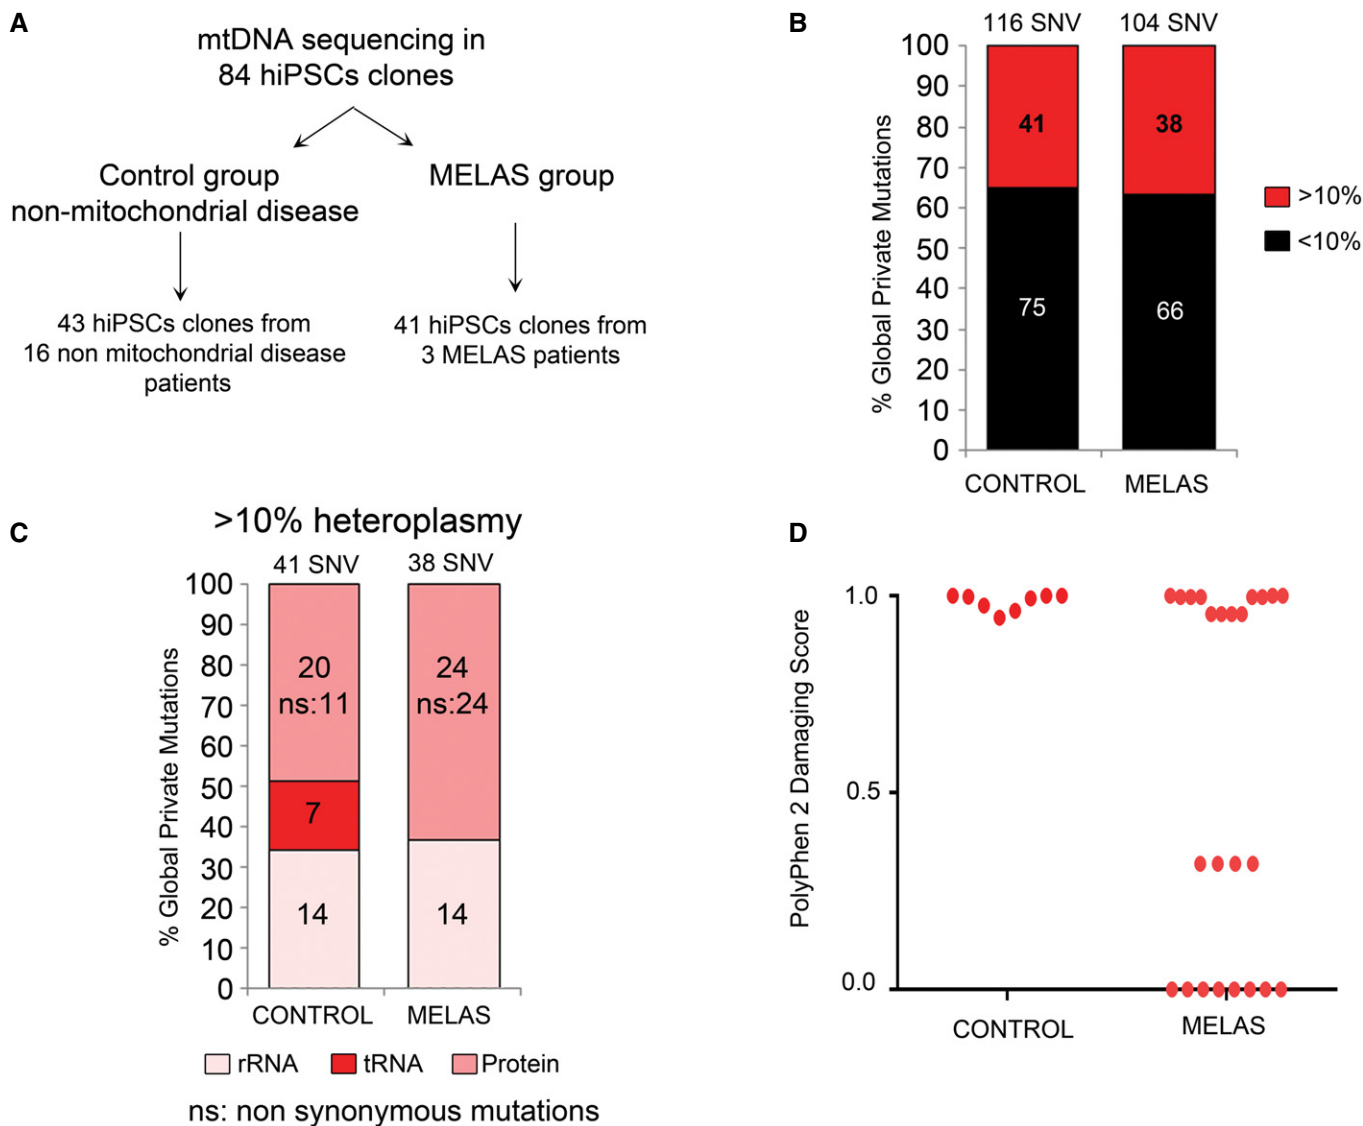 A
mtDNA sequencing in
84 hiPSCs clones
Control group
non-mitochondrial disease
MELAS group
43 hiPSCs clones from
16 non mitochondrial disease
patients
41 hiPSCs clones from
3 MELAS patients
B
116 SNV
104 SNV
% Global Private Mutations
100
90
80
70
60
50
40
30
20
10
0
41
38
75
66
CONTROL
MELAS
>10%
<10%
C
>10% heteroplasmy
41 SNV
38 SNV
% Global Private Mutations
100
90
80
70
60
50
40
30
20
10
0
20
ns:11
24
ns:24
7
14
14
CONTROL
MELAS
rRNA
tRNA
Protein
ns: non synonymous mutations
D
PolyPhen 2 Damaging Score
1.0
0.5
0.0
CONTROL
MELAS